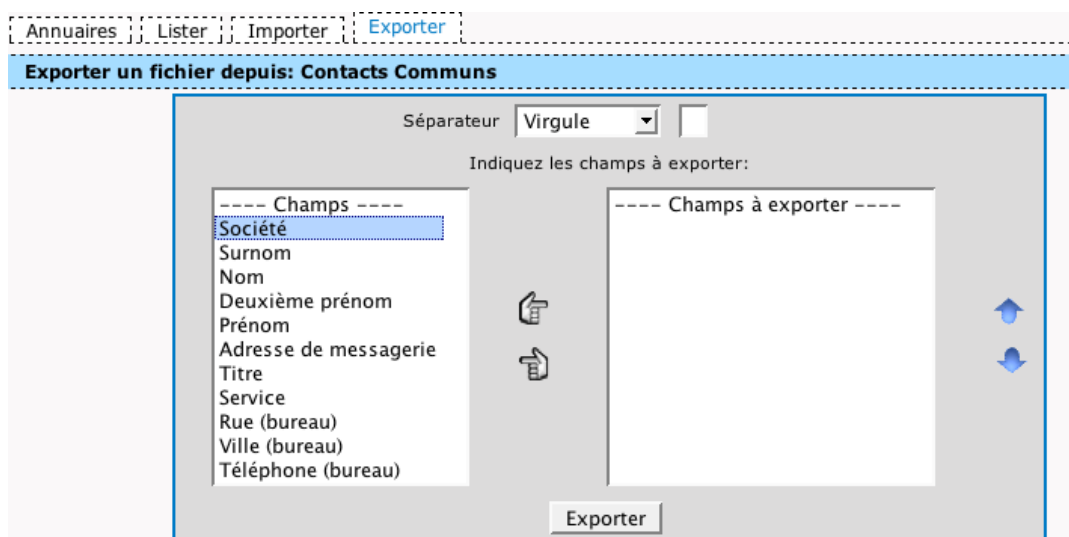 Annuaires Lister Importer Exporter
Exporter un fichier depuis: Contacts Communs
Séparateur Virgule
Indiquez les champs à exporter:
---- Champs ----
Société
Surnom
Nom
Deuxième prénom
Prénom
Adresse de messagerie
Titre
Service
Rue (bureau)
Ville (bureau)
Téléphone (bureau)
---- Champs à exporter ----
Exporter